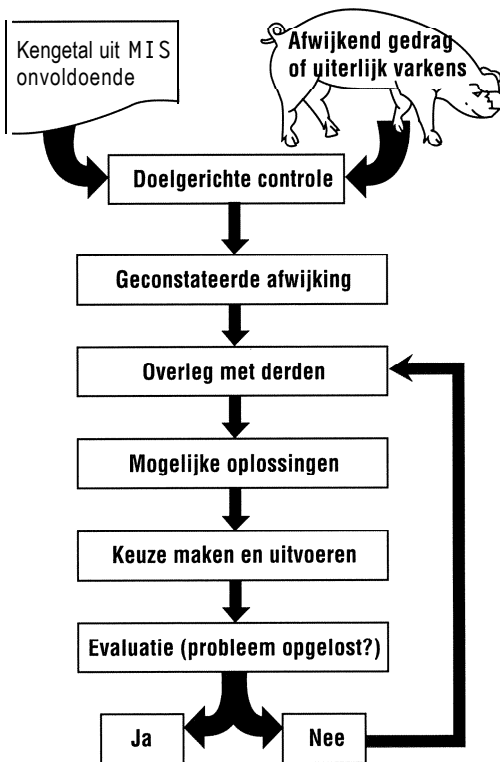 Kengetal uit MIS
onvoldoende
Afwijkend gedrag
of uiterlijk varkens
Doelgerichte controle
Geconstateerde afwijking
Overleg met derden
Mogelijke oplossingen
Keuze maken en uitvoeren
Evaluatie (probleem opgelost?)
Ja
Nee